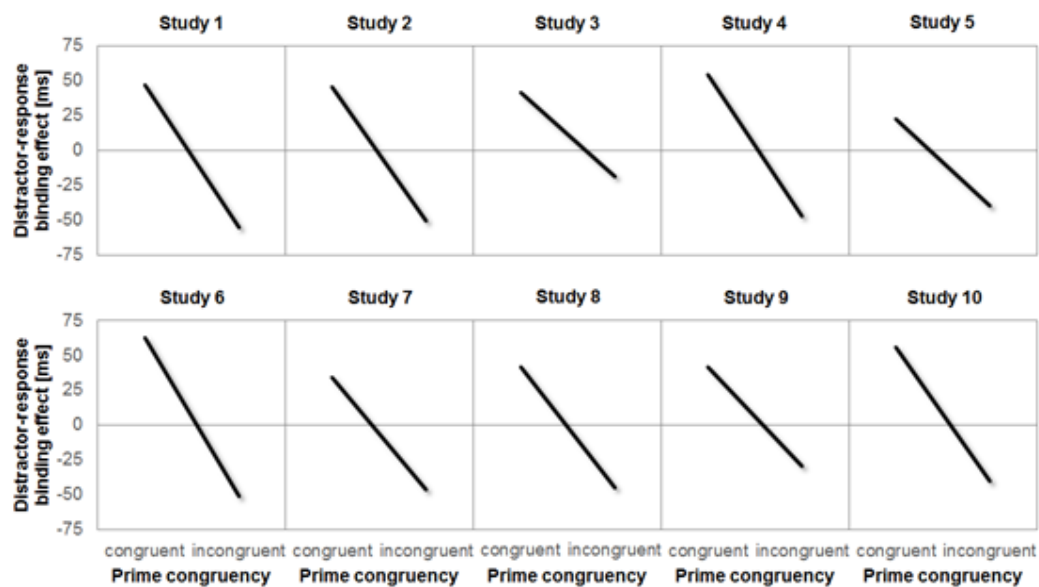 Study 1 Study 2 Study 3 Study 4 Study 5
Distractor-response
binding effect [ms]
75
50
25
0
-25
-50
-75
Study 6 Study 7 Study 8 Study 9 Study 10
Distractor-response
binding effect [ms]
75
50
25
0
-25
-50
-75
congruent incongruent congruent incongruent congruent incongruent congruent incongruent congruent incongruent
Prime congruency Prime congruency Prime congruency Prime congruency Prime congruency